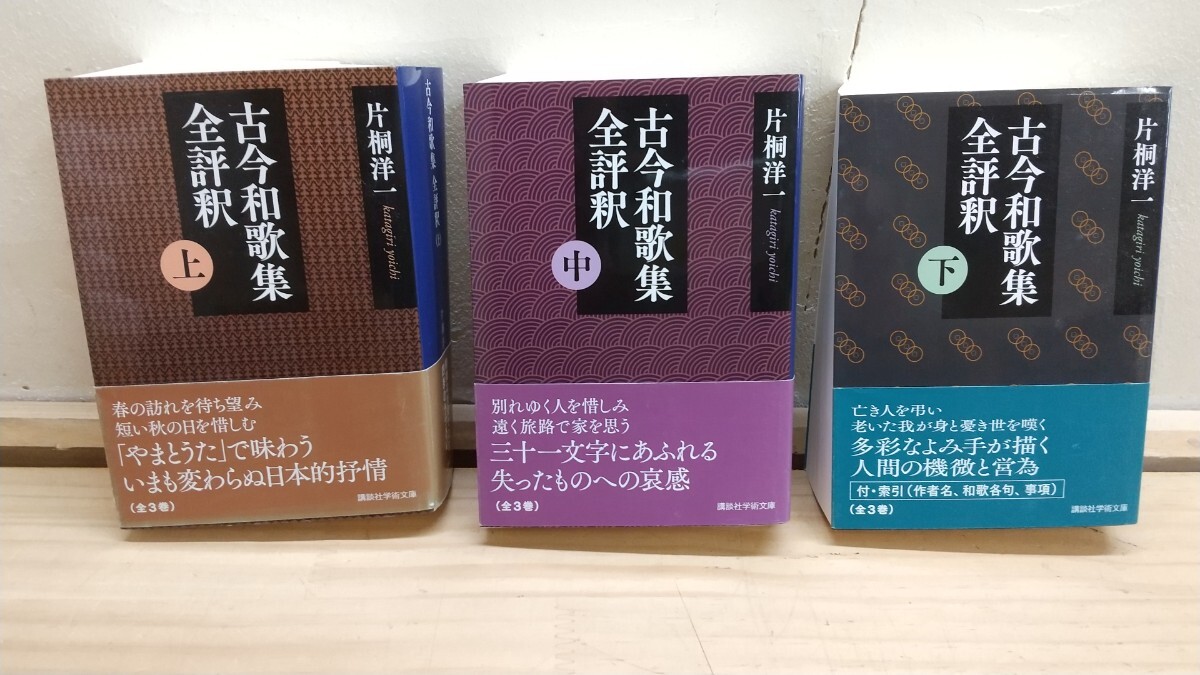 片桐洋一
katagiri yoichi
古今和歌集
全評釈
上
古今和歌集 全評釈
春の訪れを待ち望み
短い秋の日を惜しむ
「やまとうた」で味わう
いまも変わらぬ日本的抒情
(全3巻)
講談社学術文庫
片桐洋一
katagiri yoichi
古今和歌集
全評釈
中
別れゆく人を惜しみ
遠く旅路で家を思う
三十一文字にあふれる
失ったものへの哀感
(全3巻)
講談社学術文庫
片桐洋一
katagiri yoichi
古今和歌集
全評釈
下
亡き人を弔い
老いた我が身と憂き世を嘆く
多彩なよみ手が描く
人間の機微と営為
付・索引(作者名、和歌各句、事項)
(全3巻)
講談社学術文庫